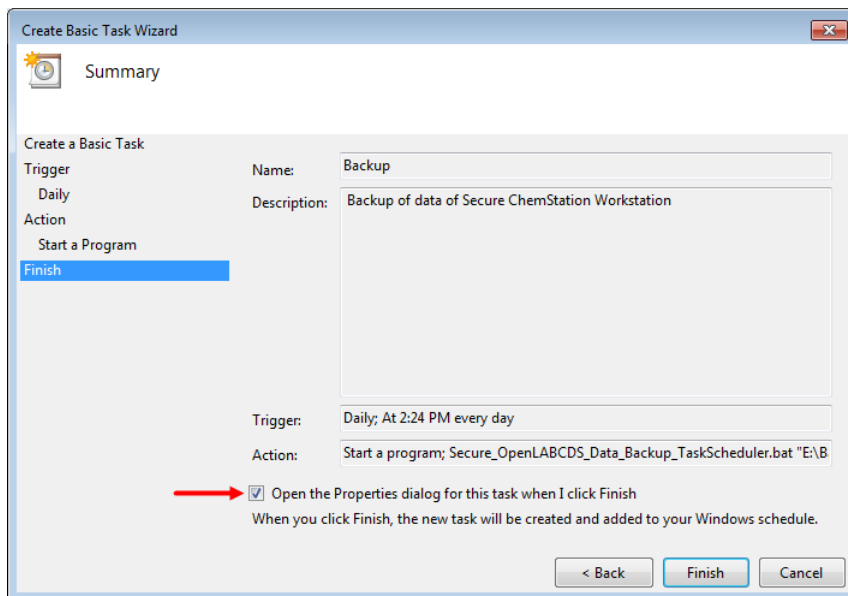 Create Basic Task Wizard
Summary
Create a Basic Task
Trigger
Daily
Action
Start a Program
Finish
Name: Backup
Description: Backup of data of Secure ChemStation Workstation
Trigger: Daily; At 2:24 PM every day
Action: Start a program; Secure_OpenLABCDS_Data_Backup_TaskScheduler.bat "E:\B
Open the Properties dialog for this task when I click Finish
When you click Finish, the new task will be created and added to your Windows schedule.
< Back Finish Cancel